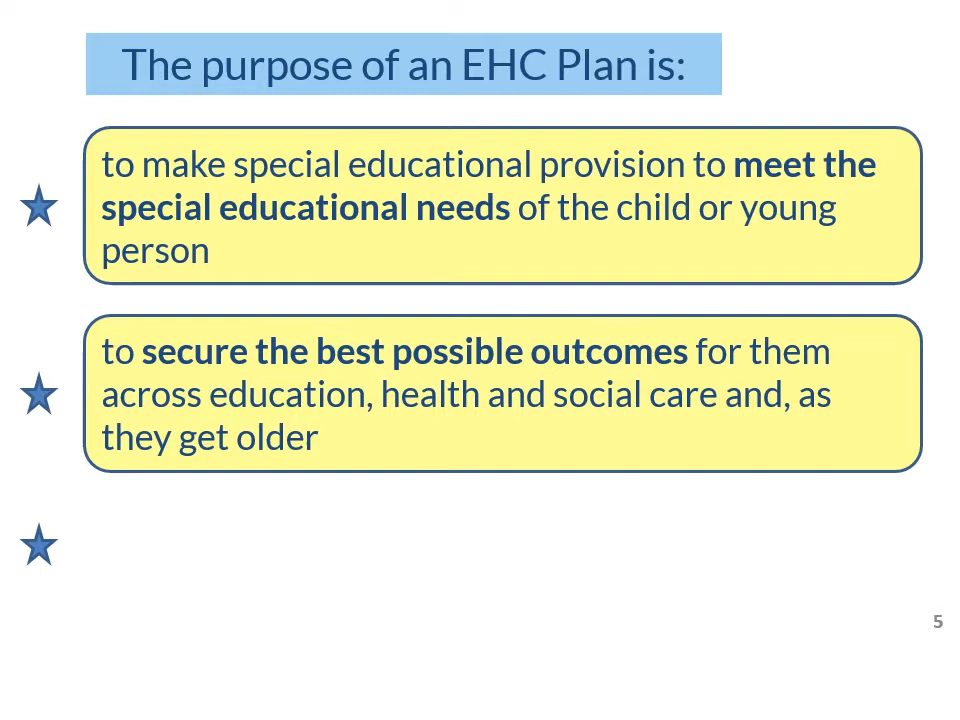 The purpose of an EHC Plan is:
to make special educational provision to meet the
special educational needs of the child or young
person
to secure the best possible outcomes for them
across education, health and social care and, as
they get older
5